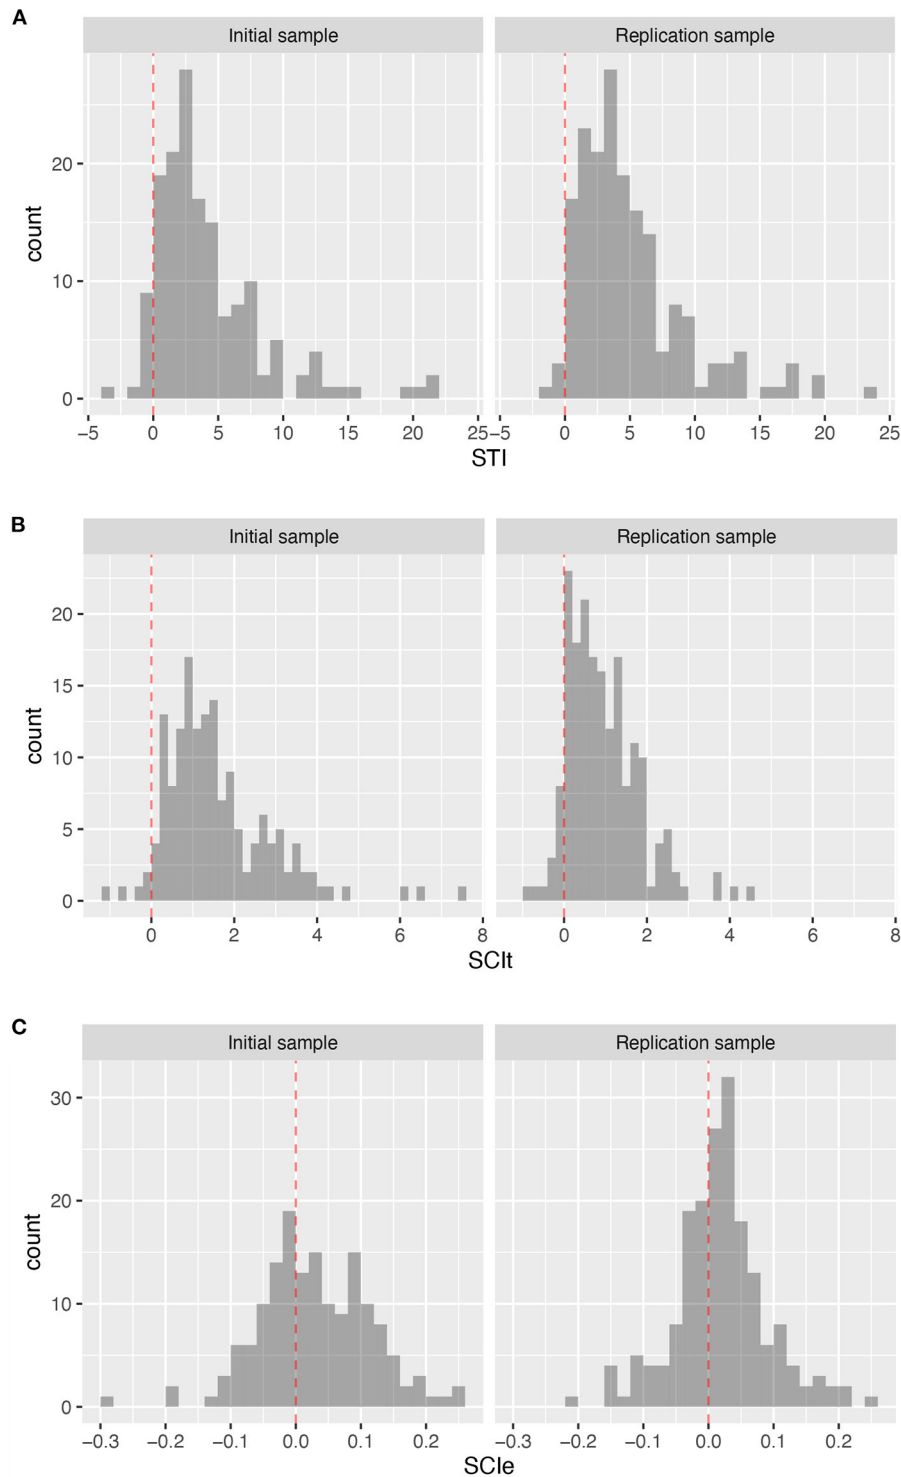 A
Initial sample Replication sample
20
10
0
count
−5 0 5 10 15 20 25 −5 0 5 10 15 20 25
STI
B
Initial sample Replication sample
20
15
10
5
0
count
0 2 4 6 8 0 2 4 6 8
SCIt
C
Initial sample Replication sample
30
20
10
0
count
−0.3 −0.2 −0.1 0.0 0.1 0.2 −0.3 −0.2 −0.1 0.0 0.1 0.2
SCIe